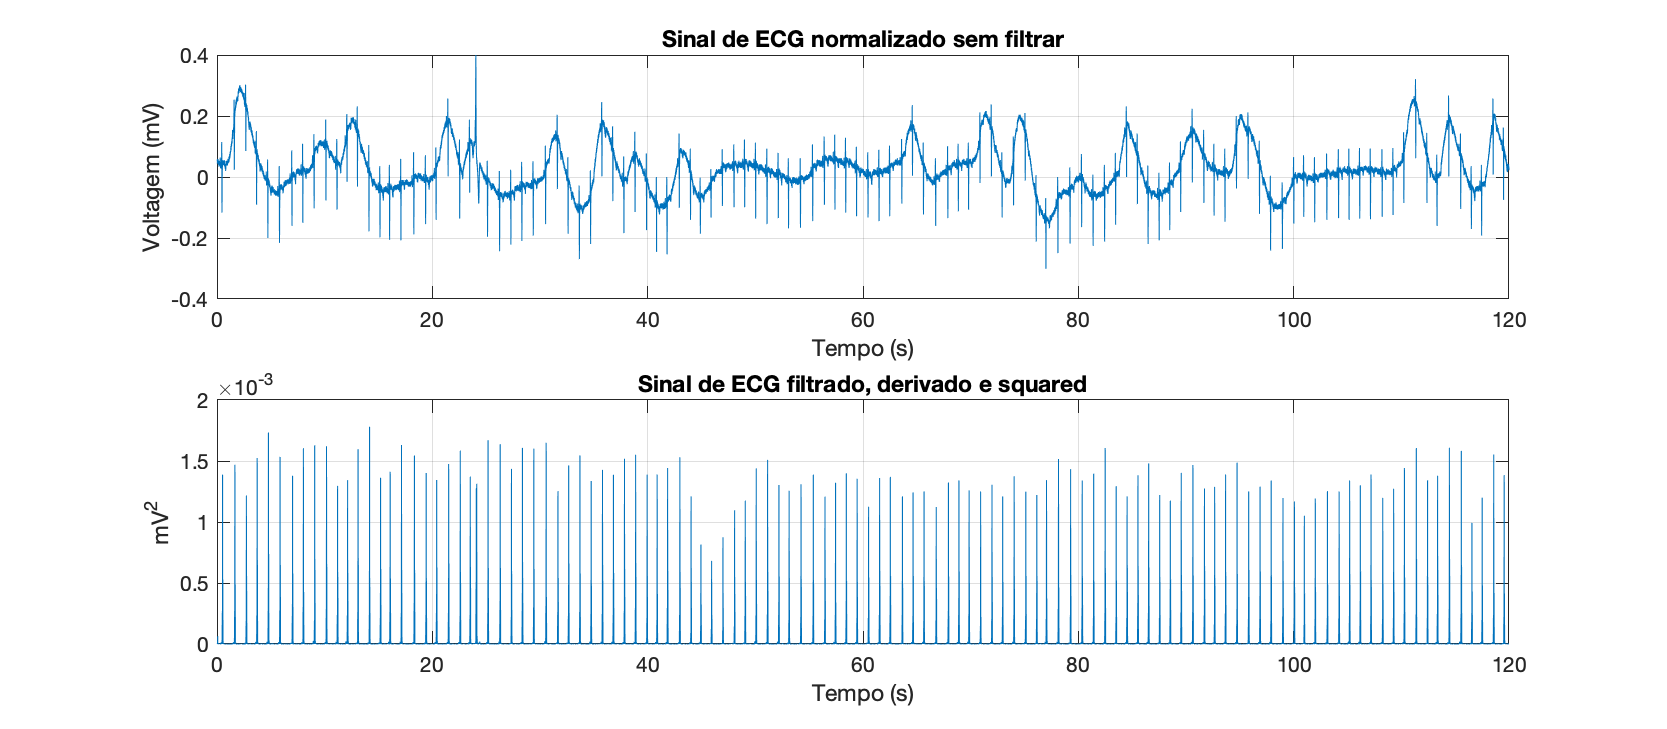 Sinal de ECG normalizado sem filtrar
0.4
0.2
0
-0.2
-0.4
Voltagem (mV)
0 20 40 60 80 100 120
Tempo (s)
×10-3
Sinal de ECG filtrado, derivado e squared
2
1.5
1
0.5
0
mV2
0 20 40 60 80 100 120
Tempo (s)